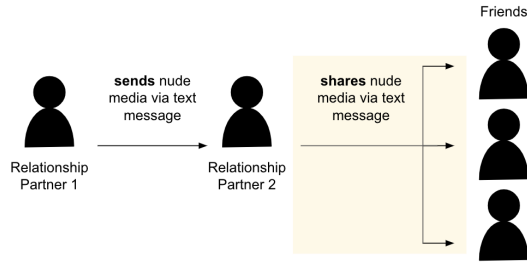 Friends
sends nude
media via text
message
shares nude
media via text
message
Relationship
Partner 1
Relationship
Partner 2